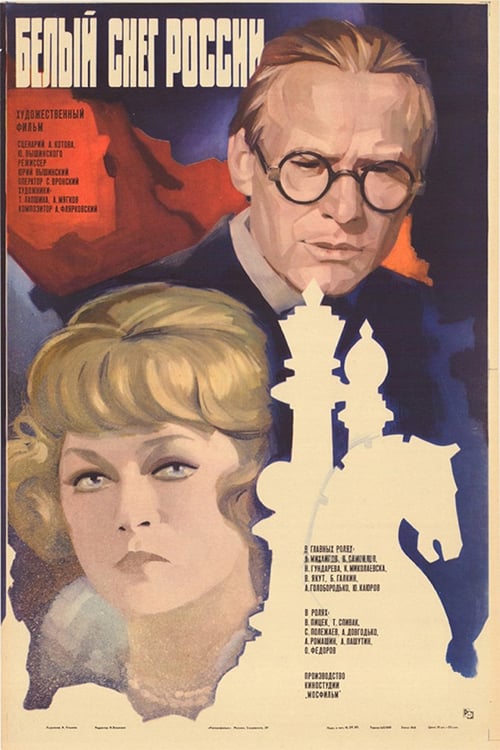 БЕЛЫЙ СНЕГ РОССИИ
ХУДОЖЕСТВЕННЫЙ
ФИЛЬМ
СЦЕНАРИЙ А. КОТОВА,
Ю. ВЫШИНСКОГО
РЕЖИССЕР
ЮРИЙ ВЫШИНСКИЙ
ОПЕРАТОР С. ВРОНСКИЙ
ХУДОЖНИКИ:
Т. ЛАПШИНА, А. МЯГКОВ
КОМПОЗИТОР А. ФЛЯРКОВСКИЙ
В ГЛАВНЫХ РОЛЯХ:
А. МИХАЙЛОВ, В. САМОЙЛОВ,
Н. ГУНДАРЕВА, К. МИКОЛАЕВСКА,
В. ЯКУТ, Б. ГАЛКИН,
А. ГОЛОБОРОДЬКО, Ю. КАЮРОВ
В РОЛЯХ:
В. ПИЦЕК, Т. СПИВАК,
С. ПОЛЕЖАЕВ, А. ДОВГОДЬКО,
А. РОМАШИН, А. ПАШУТИН,
О. ФЕДОРОВ
ПРОИЗВОДСТВО
КИНОСТУДИИ
„МОСФИЛЬМ"